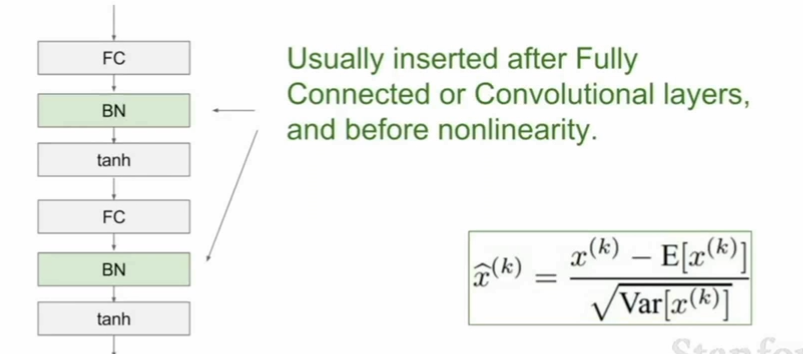 FC
BN
tanh
FC
BN
tanh
Usually inserted after Fully
Connected or Convolutional layers,
and before nonlinearity.
x̂^(k) = (x^(k) − E[x^(k)]) / √Var[x^(k)]